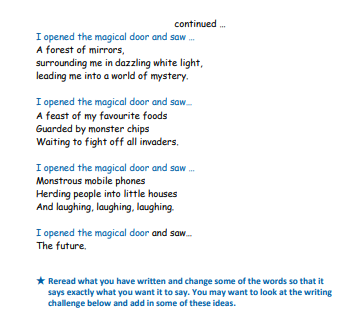 continued …
I opened the magical door and saw …
A forest of mirrors,
surrounding me in dazzling white light,
leading me into a world of mystery.
I opened the magical door and saw…
A feast of my favourite foods
Guarded by monster chips
Waiting to fight off all invaders.
I opened the magical door and saw …
Monstrous mobile phones
Herding people into little houses
And laughing, laughing, laughing.
I opened the magical door and saw…
The future.
★ Reread what you have written and change some of the words so that it
says exactly what you want it to say. You may want to look at the writing
challenge below and add in some of these ideas.